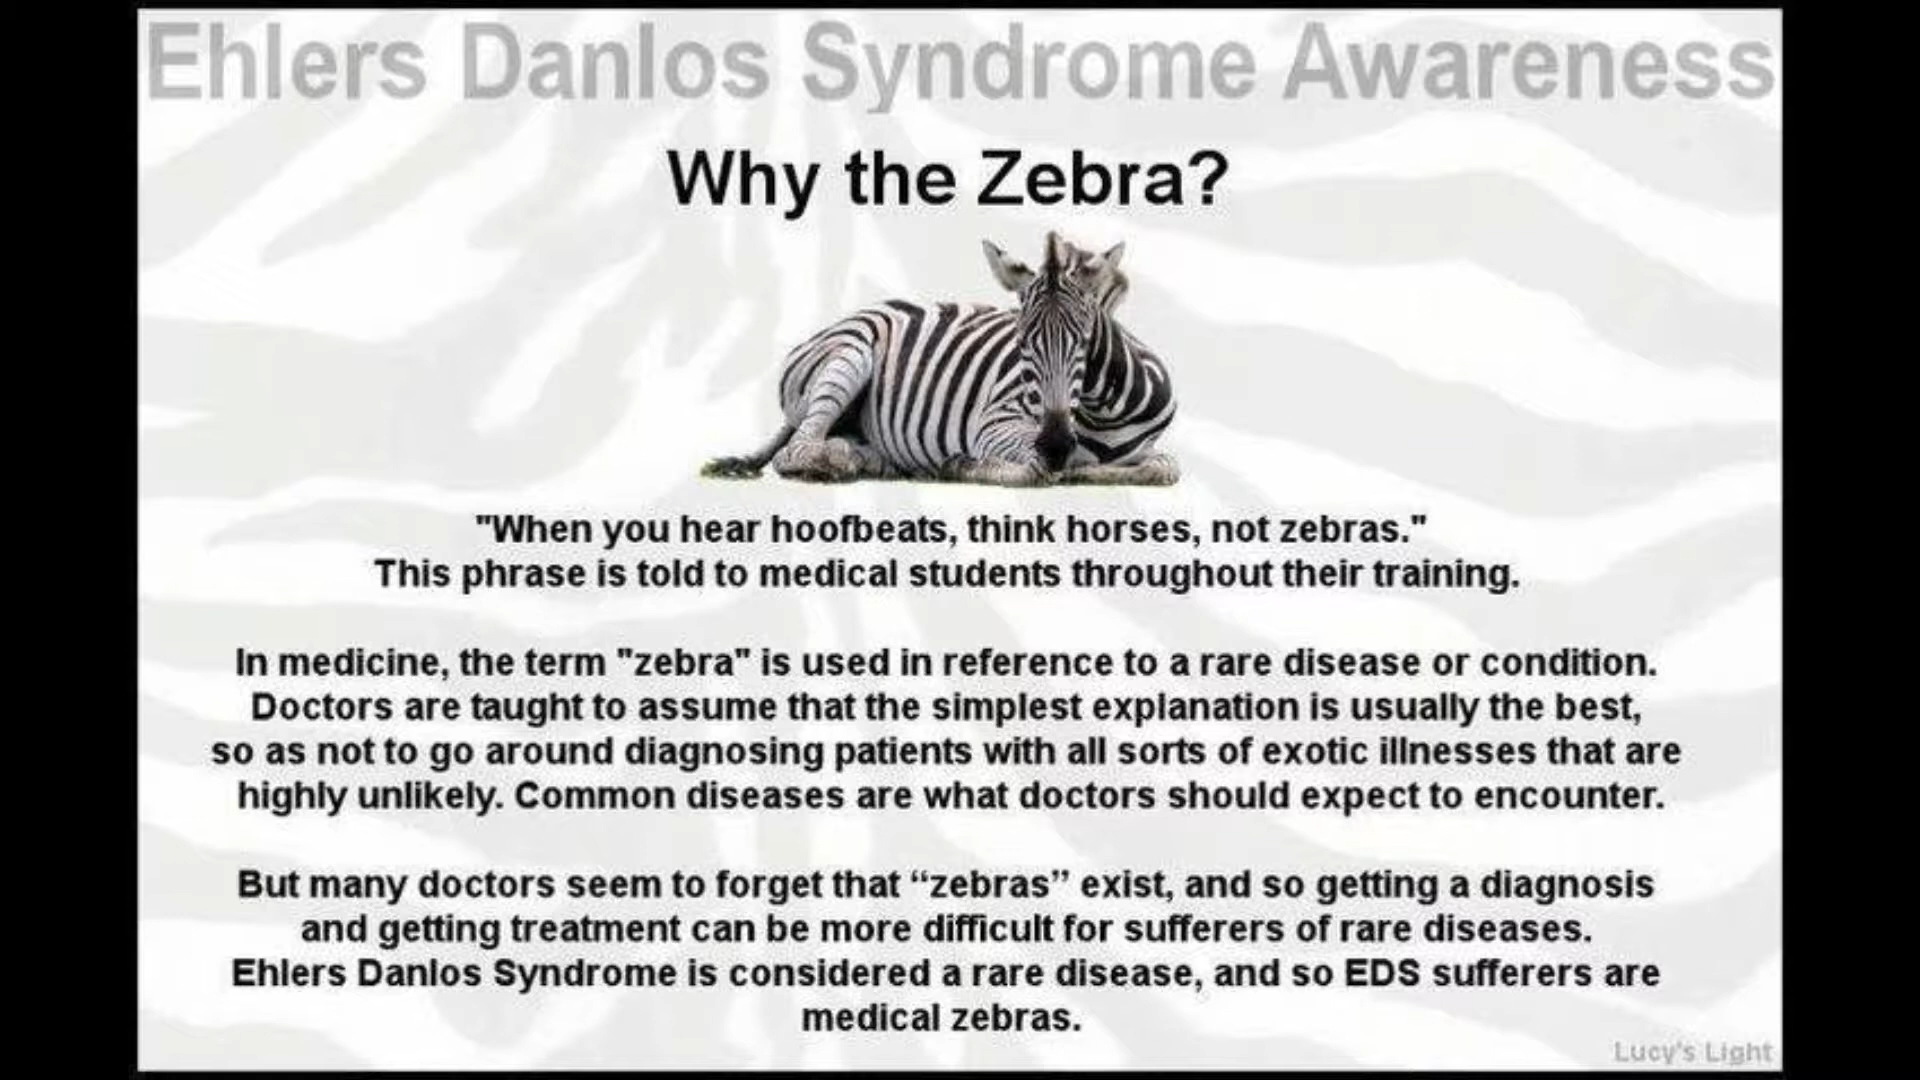 Ehlers Danlos Syndrome Awareness
Why the Zebra?
"When you hear hoofbeats, think horses, not zebras."
This phrase is told to medical students throughout their training.
In medicine, the term "zebra" is used in reference to a rare disease or condition.
Doctors are taught to assume that the simplest explanation is usually the best,
so as not to go around diagnosing patients with all sorts of exotic illnesses that are
highly unlikely. Common diseases are what doctors should expect to encounter.
But many doctors seem to forget that “zebras” exist, and so getting a diagnosis
and getting treatment can be more difficult for sufferers of rare diseases.
Ehlers Danlos Syndrome is considered a rare disease, and so EDS sufferers are
medical zebras.
Lucy's Light